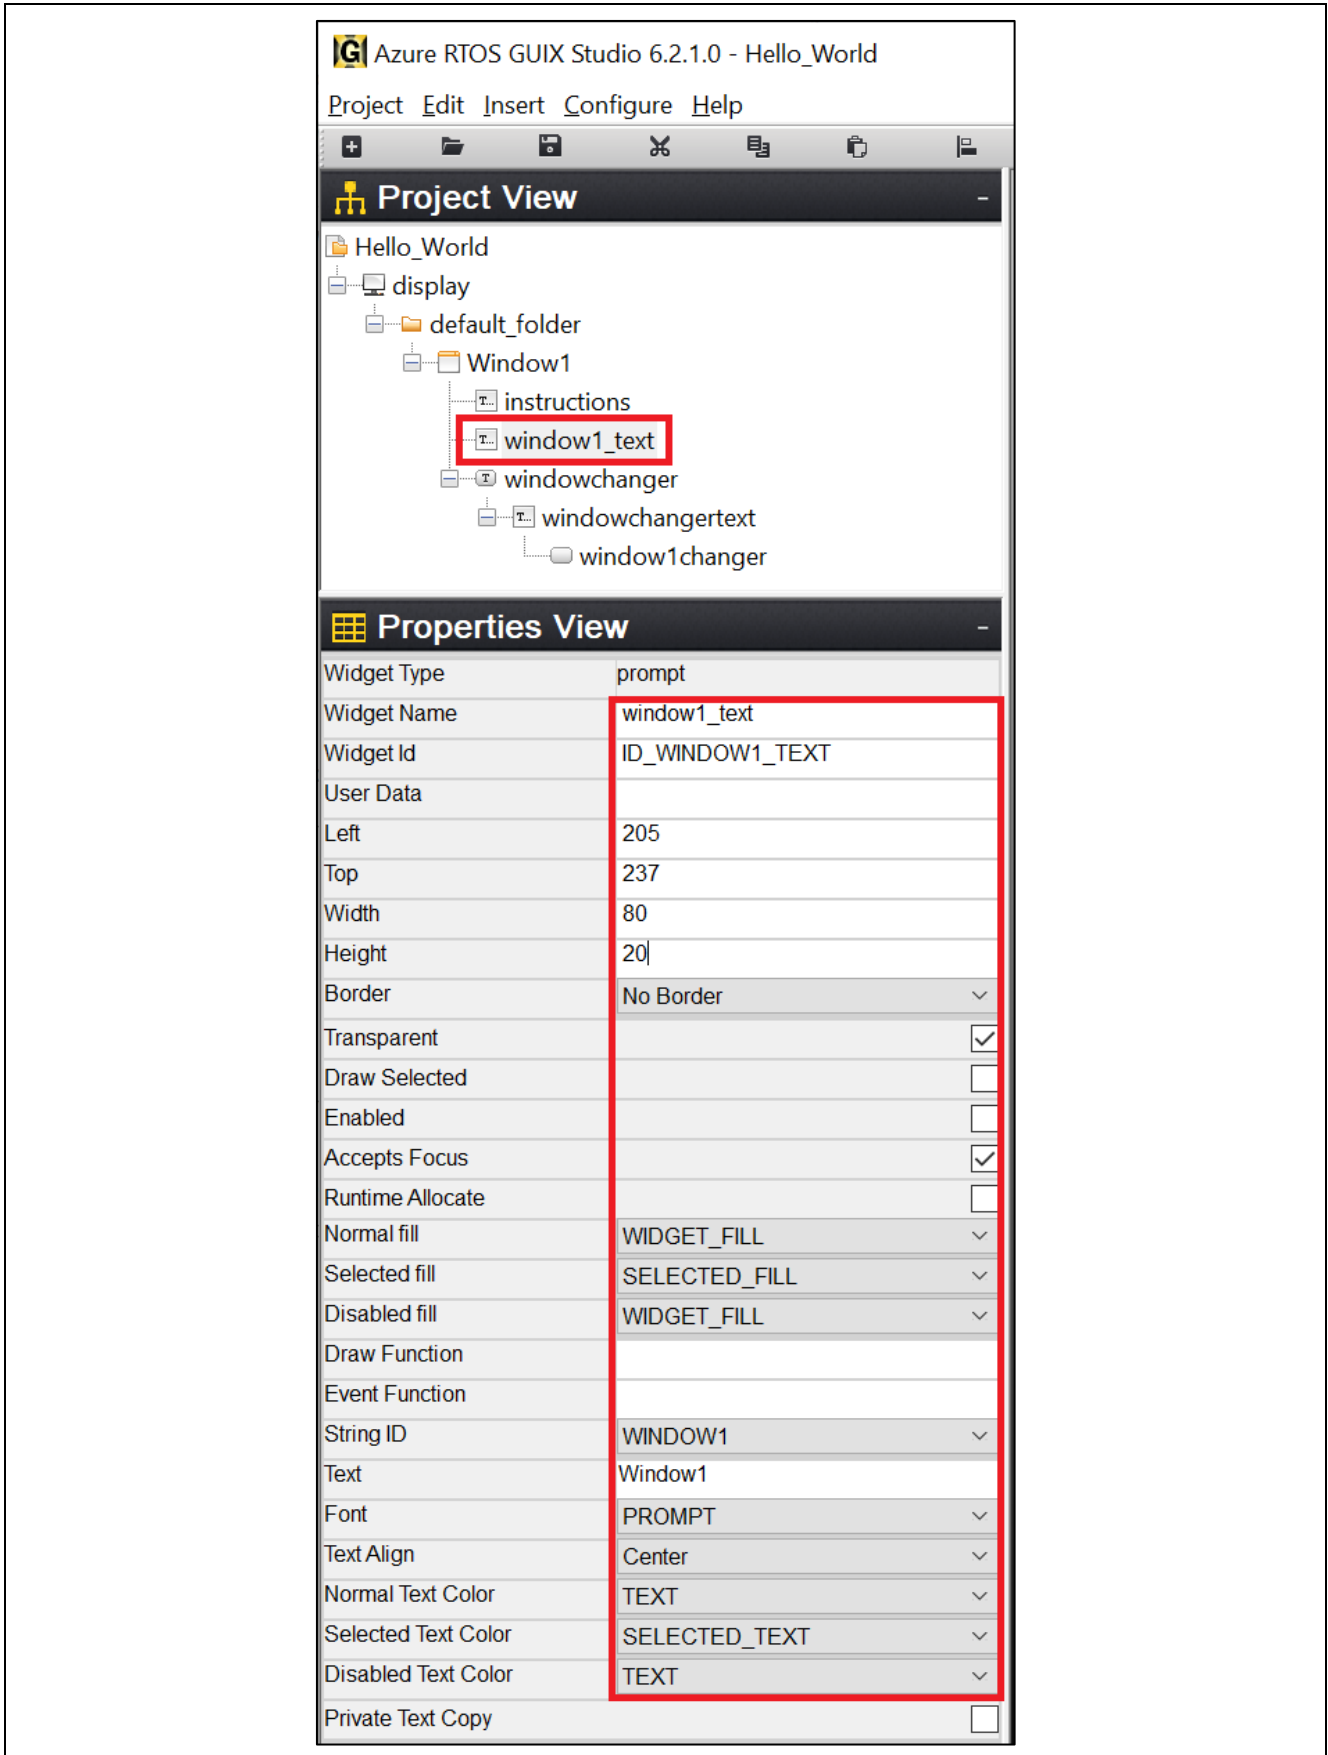 Azure RTOS GUIX Studio 6.2.1.0 - Hello_World
Project Edit Insert Configure Help
Project View
Hello_World
display
default_folder
Window1
instructions
window1_text
windowchanger
windowchangertext
window1changer
Properties View
Widget Type prompt
Widget Name window1_text
Widget Id ID_WINDOW1_TEXT
User Data
Left 205
Top 237
Width 80
Height 20
Border No Border
Transparent
Draw Selected
Enabled
Accepts Focus
Runtime Allocate
Normal fill WIDGET_FILL
Selected fill SELECTED_FILL
Disabled fill WIDGET_FILL
Draw Function
Event Function
String ID WINDOW1
Text Window1
Font PROMPT
Text Align Center
Normal Text Color TEXT
Selected Text Color SELECTED_TEXT
Disabled Text Color TEXT
Private Text Copy